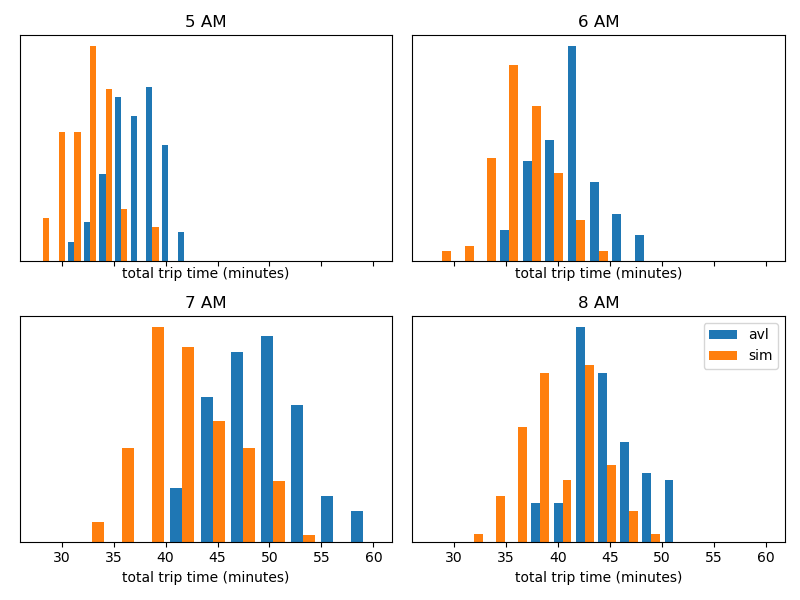 5 AM
6 AM
total trip time (minutes)
total trip time (minutes)
7 AM
8 AM
avl
sim
30 35 40 45 50 55 60
30 35 40 45 50 55 60
total trip time (minutes)
total trip time (minutes)